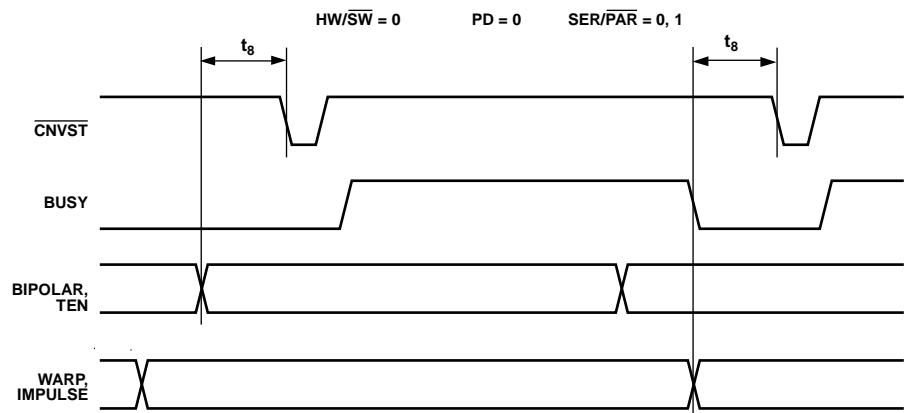 HW/SW = 0 PD = 0 SER/PAR = 0, 1
t8 t8
CNVST
BUSY
BIPOLAR,
TEN
WARP,
IMPULSE